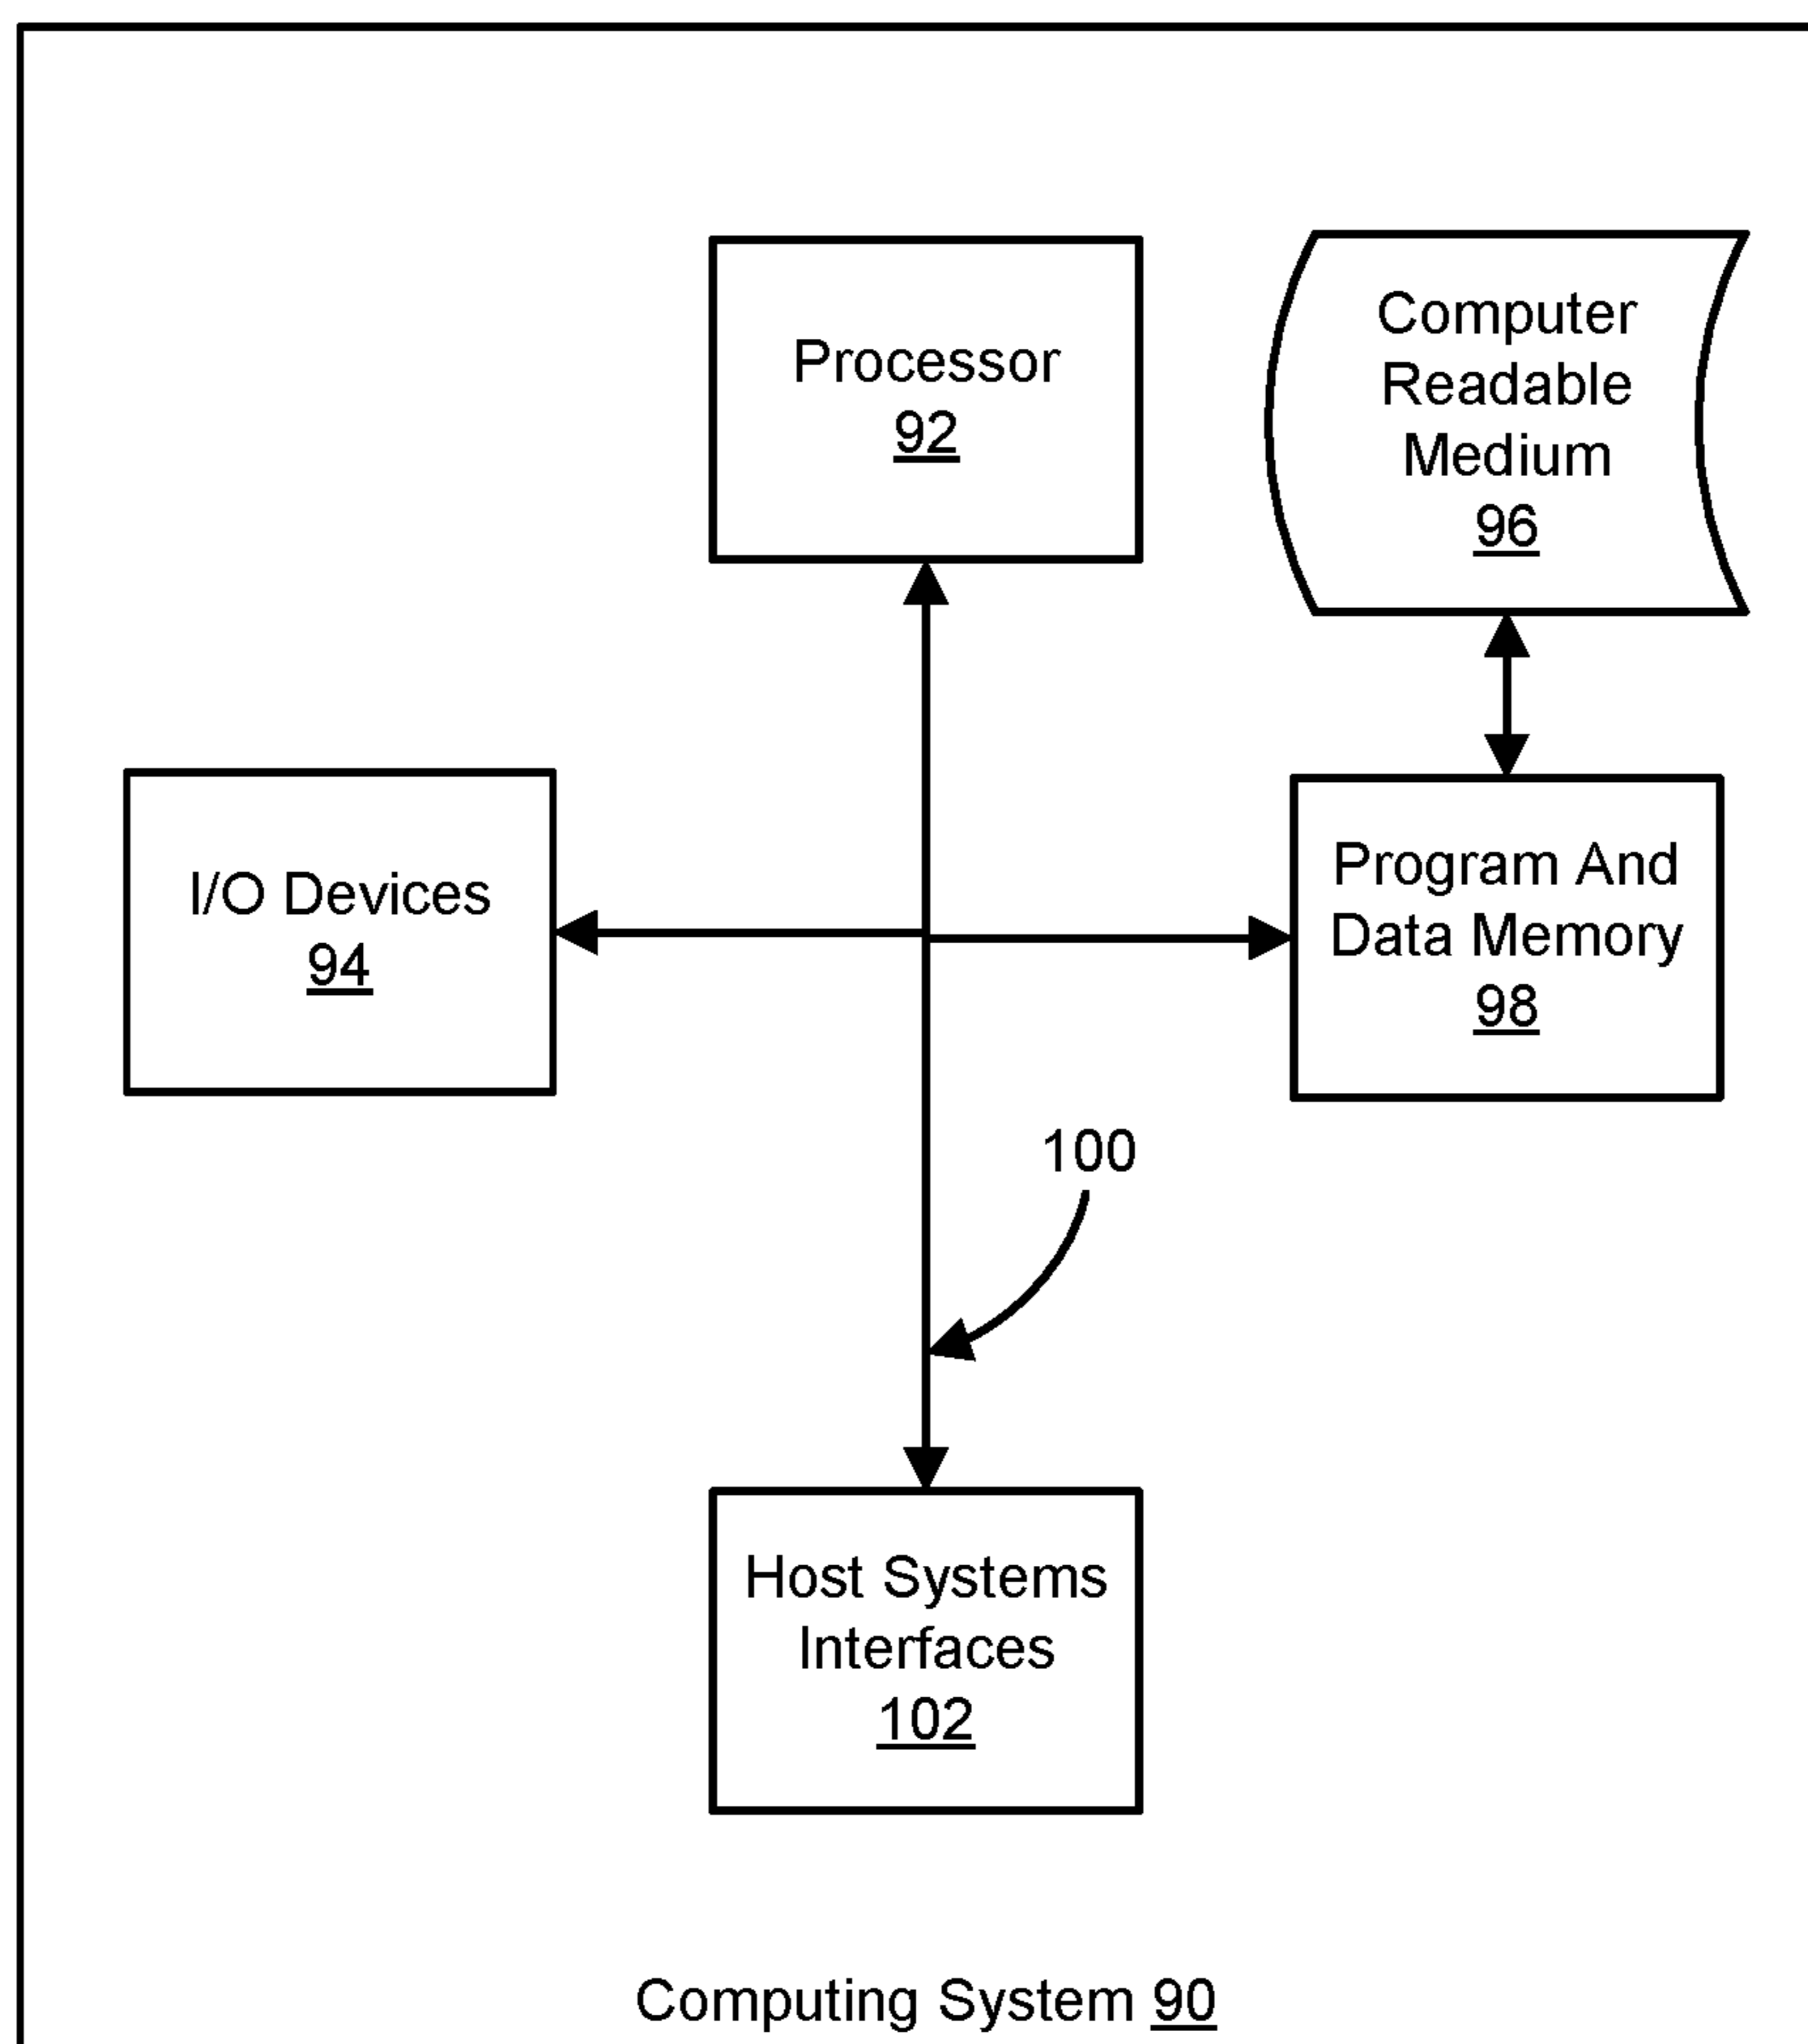 Processor
92
Computer
Readable
Medium
96
I/O Devices
94
Program And
Data Memory
98
100
Host Systems
Interfaces
102
Computing System 90